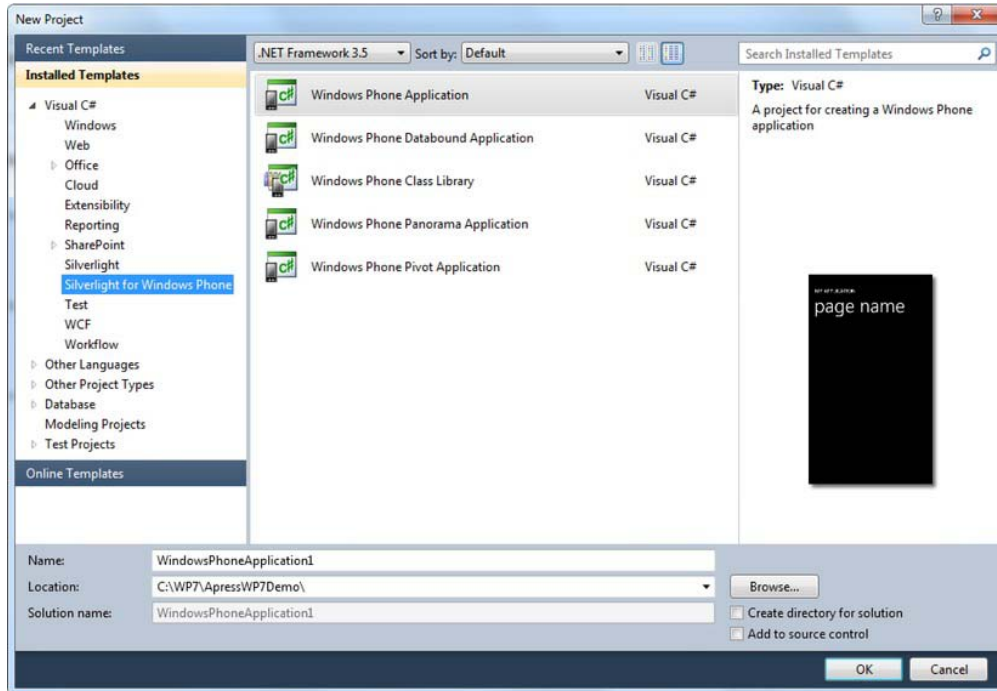 New Project
Recent Templates
.NET Framework 3.5 Sort by: Default
Search Installed Templates
Installed Templates
Visual C#
Windows
Web
Office
Cloud
Extensibility
Reporting
SharePoint
Silverlight
Silverlight for Windows Phone
Test
WCF
Workflow
Other Languages
Other Project Types
Database
Modeling Projects
Test Projects
Online Templates
Windows Phone Application Visual C#
Windows Phone Databound Application Visual C#
Windows Phone Class Library Visual C#
Windows Phone Panorama Application Visual C#
Windows Phone Pivot Application Visual C#
Type: Visual C#
A project for creating a Windows Phone
application
MY APPLICATION
page name
Name: WindowsPhoneApplication1
Location: C:\WP7\ApressWP7Demo\
Browse...
Solution name: WindowsPhoneApplication1
Create directory for solution
Add to source control
OK Cancel